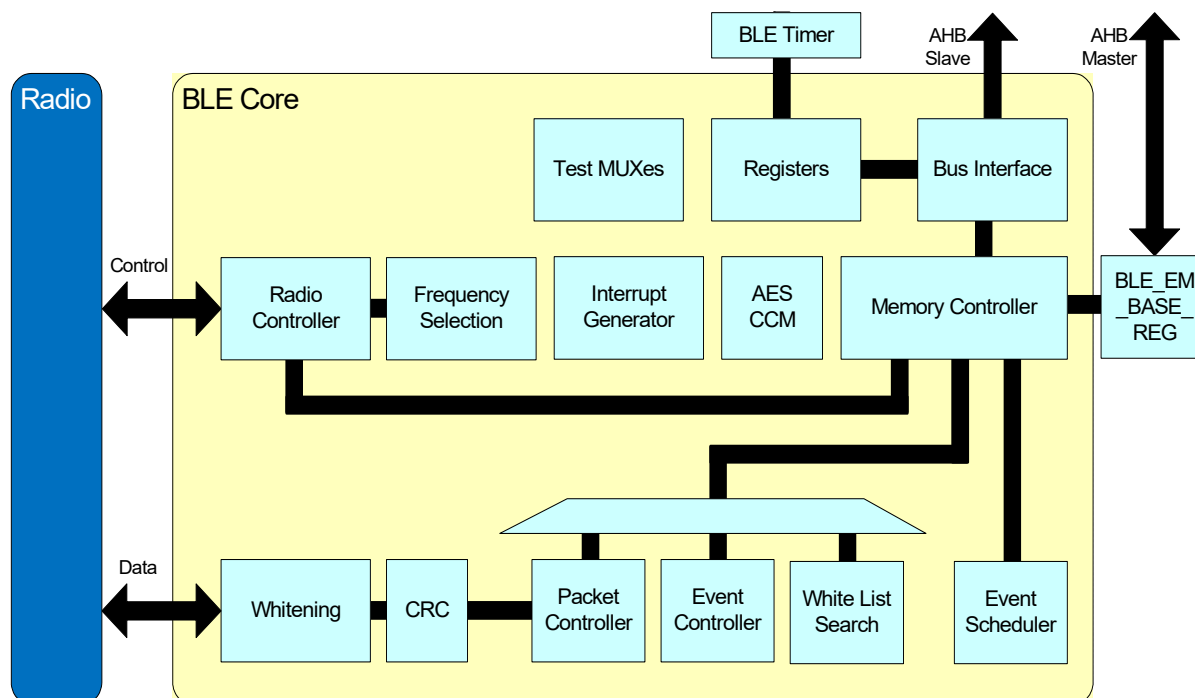 BLE Timer
AHB
Slave
AHB
Master
Radio
BLE Core
Test MUXes
Registers
Bus Interface
Control
Radio
Controller
Frequency
Selection
Interrupt
Generator
AES
CCM
Memory Controller
BLE_EM
_BASE_
REG
Data
Whitening
CRC
Packet
Controller
Event
Controller
White List
Search
Event
Scheduler